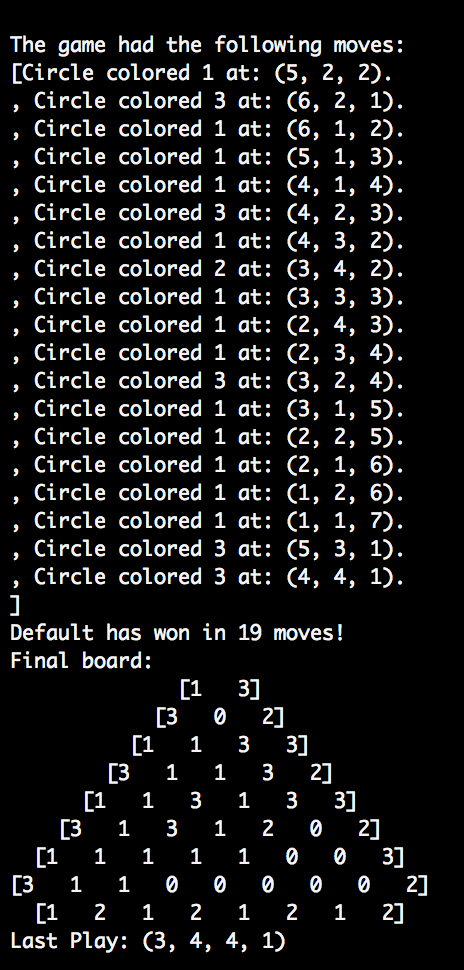 The game had the following moves:
[Circle colored 1 at: (5, 2, 2).
, Circle colored 3 at: (6, 2, 1).
, Circle colored 1 at: (6, 1, 2).
, Circle colored 1 at: (5, 1, 3).
, Circle colored 1 at: (4, 1, 4).
, Circle colored 3 at: (4, 2, 3).
, Circle colored 1 at: (4, 3, 2).
, Circle colored 2 at: (3, 4, 2).
, Circle colored 1 at: (3, 3, 3).
, Circle colored 1 at: (2, 4, 3).
, Circle colored 1 at: (2, 3, 4).
, Circle colored 3 at: (3, 2, 4).
, Circle colored 1 at: (3, 1, 5).
, Circle colored 1 at: (2, 2, 5).
, Circle colored 1 at: (2, 1, 6).
, Circle colored 1 at: (1, 2, 6).
, Circle colored 1 at: (1, 1, 7).
, Circle colored 3 at: (5, 3, 1).
, Circle colored 3 at: (4, 4, 1).
]
Default has won in 19 moves!
Final board:
[1 3]
[3 0 2]
[1 1 3 3]
[3 1 1 3 2]
[1 1 3 1 3 3]
[3 1 3 1 2 0 2]
[1 1 1 1 1 0 0 3]
[3 1 1 0 0 0 0 0 2]
[1 2 1 2 1 2 1 2]
Last Play: (3, 4, 4, 1)